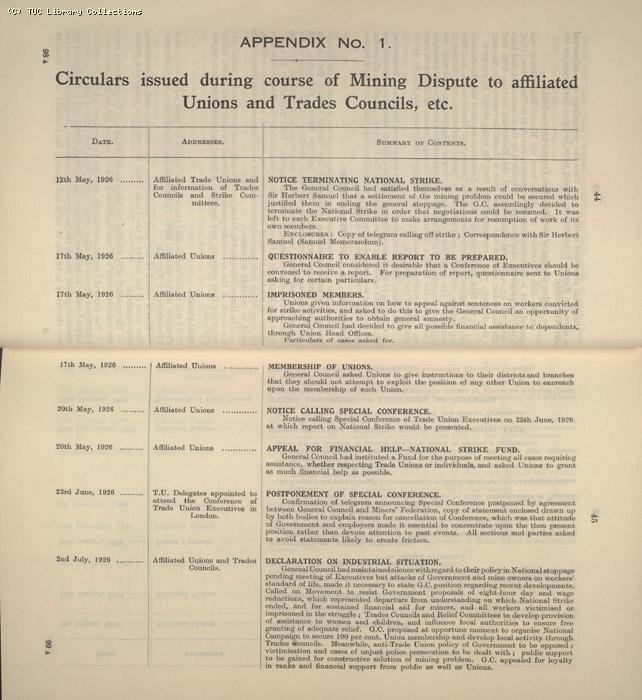 (C) TUC Library Collections
APPENDIX No. 1.
Circulars issued during course of Mining Dispute to affiliated
Unions and Trades Councils, etc.
DATE. ADDRESSES. SUMMARY OF CONTENTS.
12th May, 1926 ......... Affiliated Trade Unions and
for information of Trades
Councils and Strike Com-
mittees.
NOTICE TERMINATING NATIONAL STRIKE.
The General Council had satisfied themselves as a result of conversations with
Sir Herbert Samuel that a settlement of the mining problem could be secured which
justified them in ending the general stoppage. The G.C. accordingly decided to
terminate the National Strike in order that negotiations could be resumed. It was
left to each Executive Committee to make arrangements for resumption of work of its
own members.
ENCLOSURES : Copy of telegram calling off strike ; Correspondence with Sir Herbert
Samuel (Samuel Memorandum).
17th May, 1926 ......... Affiliated Unions ............
QUESTIONNAIRE TO ENABLE REPORT TO BE PREPARED.
General Council considered it desirable that a Conference of Executives should be
convened to receive a report. For preparation of report, questionnaire sent to Unions
asking for certain particulars.
17th May, 1926 ......... Affiliated Unions ............
IMPRISONED MEMBERS.
Unions given information on how to appeal against sentences on workers convicted
for strike activities, and asked to do this to give the General Council an opportunity of
approaching authorities to obtain general amnesty.
General Council had decided to give all possible financial assistance to dependents,
through Union Head Offices.
Particulars of cases asked for.
44
17th May, 1926 ......... Affiliated Unions ............
MEMBERSHIP OF UNIONS.
General Council asked Unions to give instructions to their districts and branches
that they should not attempt to exploit the position of any other Union to encroach
upon the membership of such Union.
20th May, 1926 ......... Affiliated Unions ............
NOTICE CALLING SPECIAL CONFERENCE.
Notice calling Special Conference of Trade Union Executives on 25th June, 1926
at which report on National Strike would be presented.
20th May, 1926 ......... Affiliated Unions ............
APPEAL FOR FINANCIAL HELP—NATIONAL STRIKE FUND.
General Council had instituted a Fund for the purpose of meeting all cases requiring
assistance, whether respecting Trade Unions or individuals, and asked Unions to grant
as much financial help as possible.
23rd June, 1926 ......... T.U. Delegates appointed to
attend the Conference of
Trade Union Executives in
London.
POSTPONEMENT OF SPECIAL CONFERENCE.
Confirmation of telegram announcing Special Conference postponed by agreement
between General Council and Miners' Federation, copy of statement enclosed drawn up
by both bodies to explain reason for cancellation of Conference, which was that attitude
of Government and employers made it essential to concentrate upon the then present
position rather than devote attention to past events. All sections and parties asked
to avoid statements likely to create friction.
2nd July, 1926 ......... Affiliated Unions and Trades
Councils.
DECLARATION ON INDUSTRIAL SITUATION.
General Council had maintained silence with regard to their policy in National stoppage
pending meeting of Executives but attacks of Government and mine owners on workers'
standard of life, made it necessary to state G.C. position regarding recent developments.
Called on Movement to resist Government proposals of eight-hour day and wage
reductions, which represented departure from understanding on which National Strike
ended, and for sustained financial aid for miners, and all workers victimised or
imprisoned in the struggle ; Trades Councils and Relief Committees to develop provision
of assistance to women and children, and influence local authorities to ensure free
granting of adequate relief. G.C. proposed at opportune moment to organise National
Campaign to secure 100 per cent. Union membership and develop local activity through
Trades Councils. Meanwhile, anti-Trade Union policy of Government to be opposed ;
victimisation and cases of unjust police persecution to be dealt with ; public support
to be gained for constructive solution of mining problem. G.C. appealed for loyalty
in ranks and financial support from public as well as Unions.
45